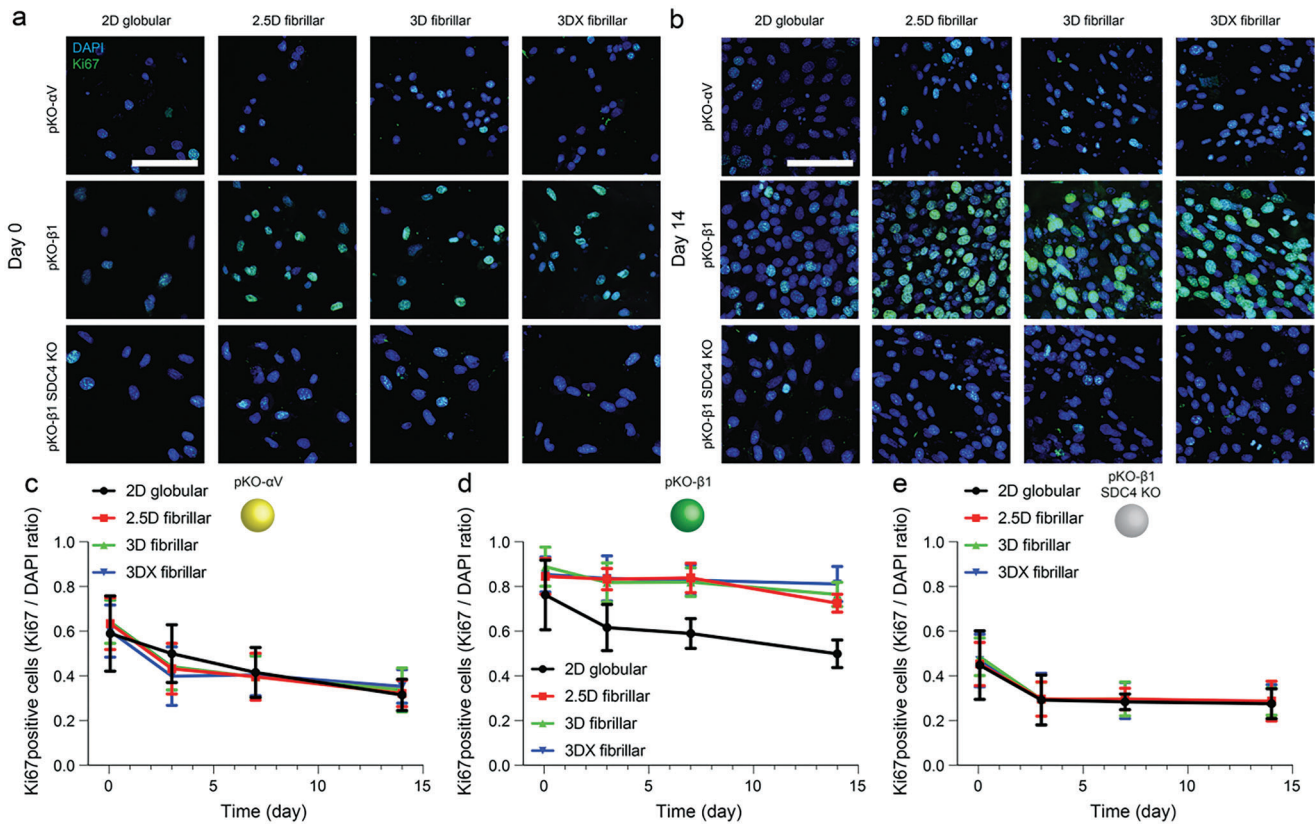 a
2D globular 2.5D fibrillar 3D fibrillar 3DX fibrillar
DAPI
Ki67
pKO-αV
pKO-β1
pKO-β1 SDC4 KO
Day 0
b
2D globular 2.5D fibrillar 3D fibrillar 3DX fibrillar
pKO-αV
pKO-β1
pKO-β1 SDC4 KO
Day 14
c
pKO-αV
2D globular
2.5D fibrillar
3D fibrillar
3DX fibrillar
Ki67positive cells (Ki67 / DAPI ratio)
1.0
0.8
0.6
0.4
0.2
0.0
0 5 10 15
Time (day)
d
pKO-β1
2D globular
2.5D fibrillar
3D fibrillar
3DX fibrillar
Ki67positive cells (Ki67 / DAPI ratio)
1.0
0.8
0.6
0.4
0.2
0.0
0 5 10 15
Time (day)
e
pKO-β1
SDC4 KO
2D globular
2.5D fibrillar
3D fibrillar
3DX fibrillar
Ki67positive cells (Ki67 / DAPI ratio)
1.0
0.8
0.6
0.4
0.2
0.0
0 5 10 15
Time (day)